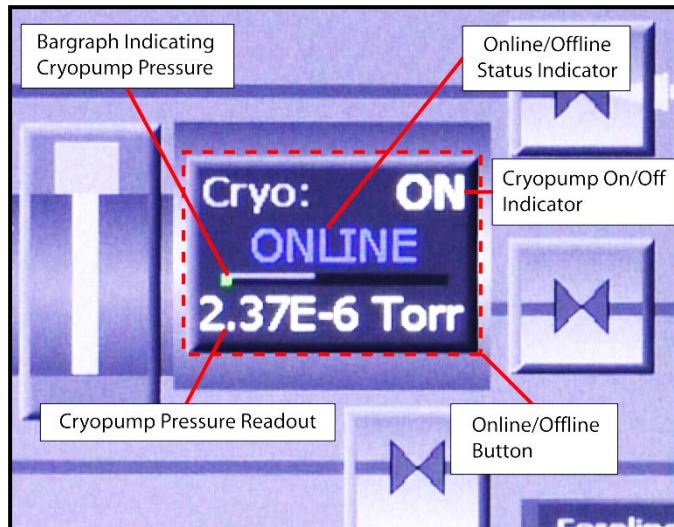 Bargraph Indicating
Cryopump Pressure
Online/Offline
Status Indicator
Cryo: ON
Cryopump On/Off
Indicator
ONLINE
2.37E-6 Torr
Cryopump Pressure Readout
Online/Offline
Button